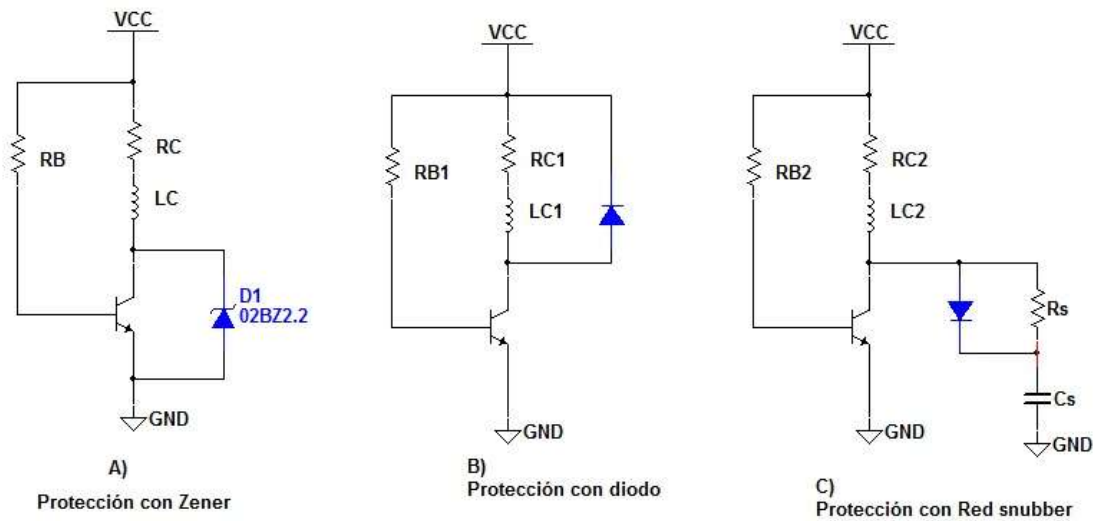 VCC
RB
RC
LC
D1
02BZ2.2
GND
A)
Protección con Zener
VCC
RB1
RC1
LC1
GND
B)
Protección con diodo
VCC
RB2
RC2
LC2
Rs
Cs
GND
GND
C)
Protección con Red snubber